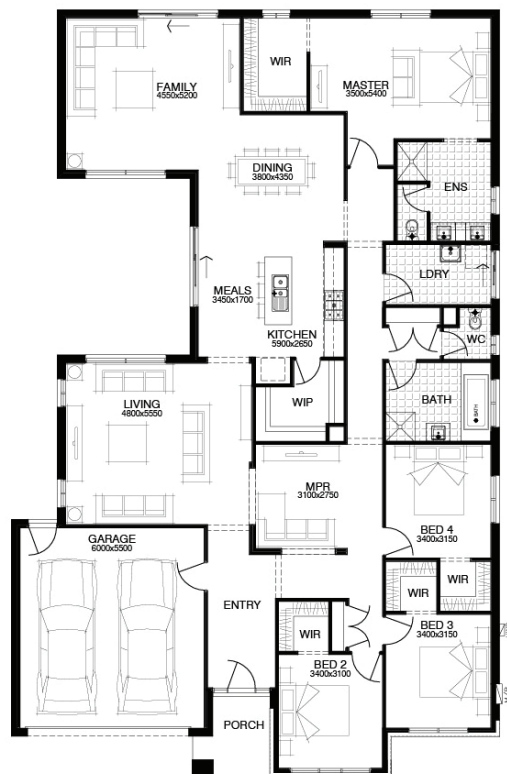 FAMILY
4550x5200
WIR
MASTER
3500x5400
DINING
3800x4350
ENS
LDRY
MEALS
3450x1700
KITCHEN
5900x2650
WC
LIVING
4800x5550
WIP
BATH
BATH
MPR
3100x2750
BED 4
3400x3150
GARAGE
6000x5500
WIR
WIR
ENTRY
WIR
BED 3
3400x3150
BED 2
3400x3100
PORCH